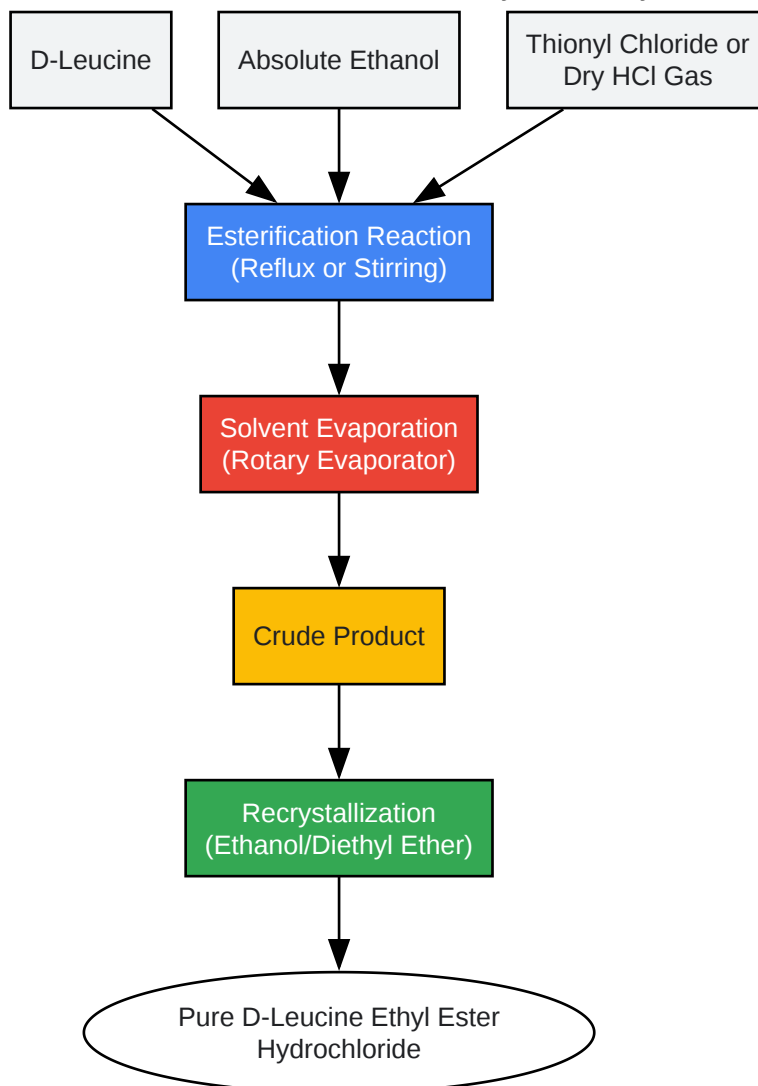 D-Leucine
Absolute Ethanol
Thionyl Chloride or
Dry HCl Gas
Esterification Reaction
(Reflux or Stirring)
Solvent Evaporation
(Rotary Evaporator)
Crude Product
Recrystallization
(Ethanol/Diethyl Ether)
Pure D-Leucine Ethyl Ester
Hydrochloride